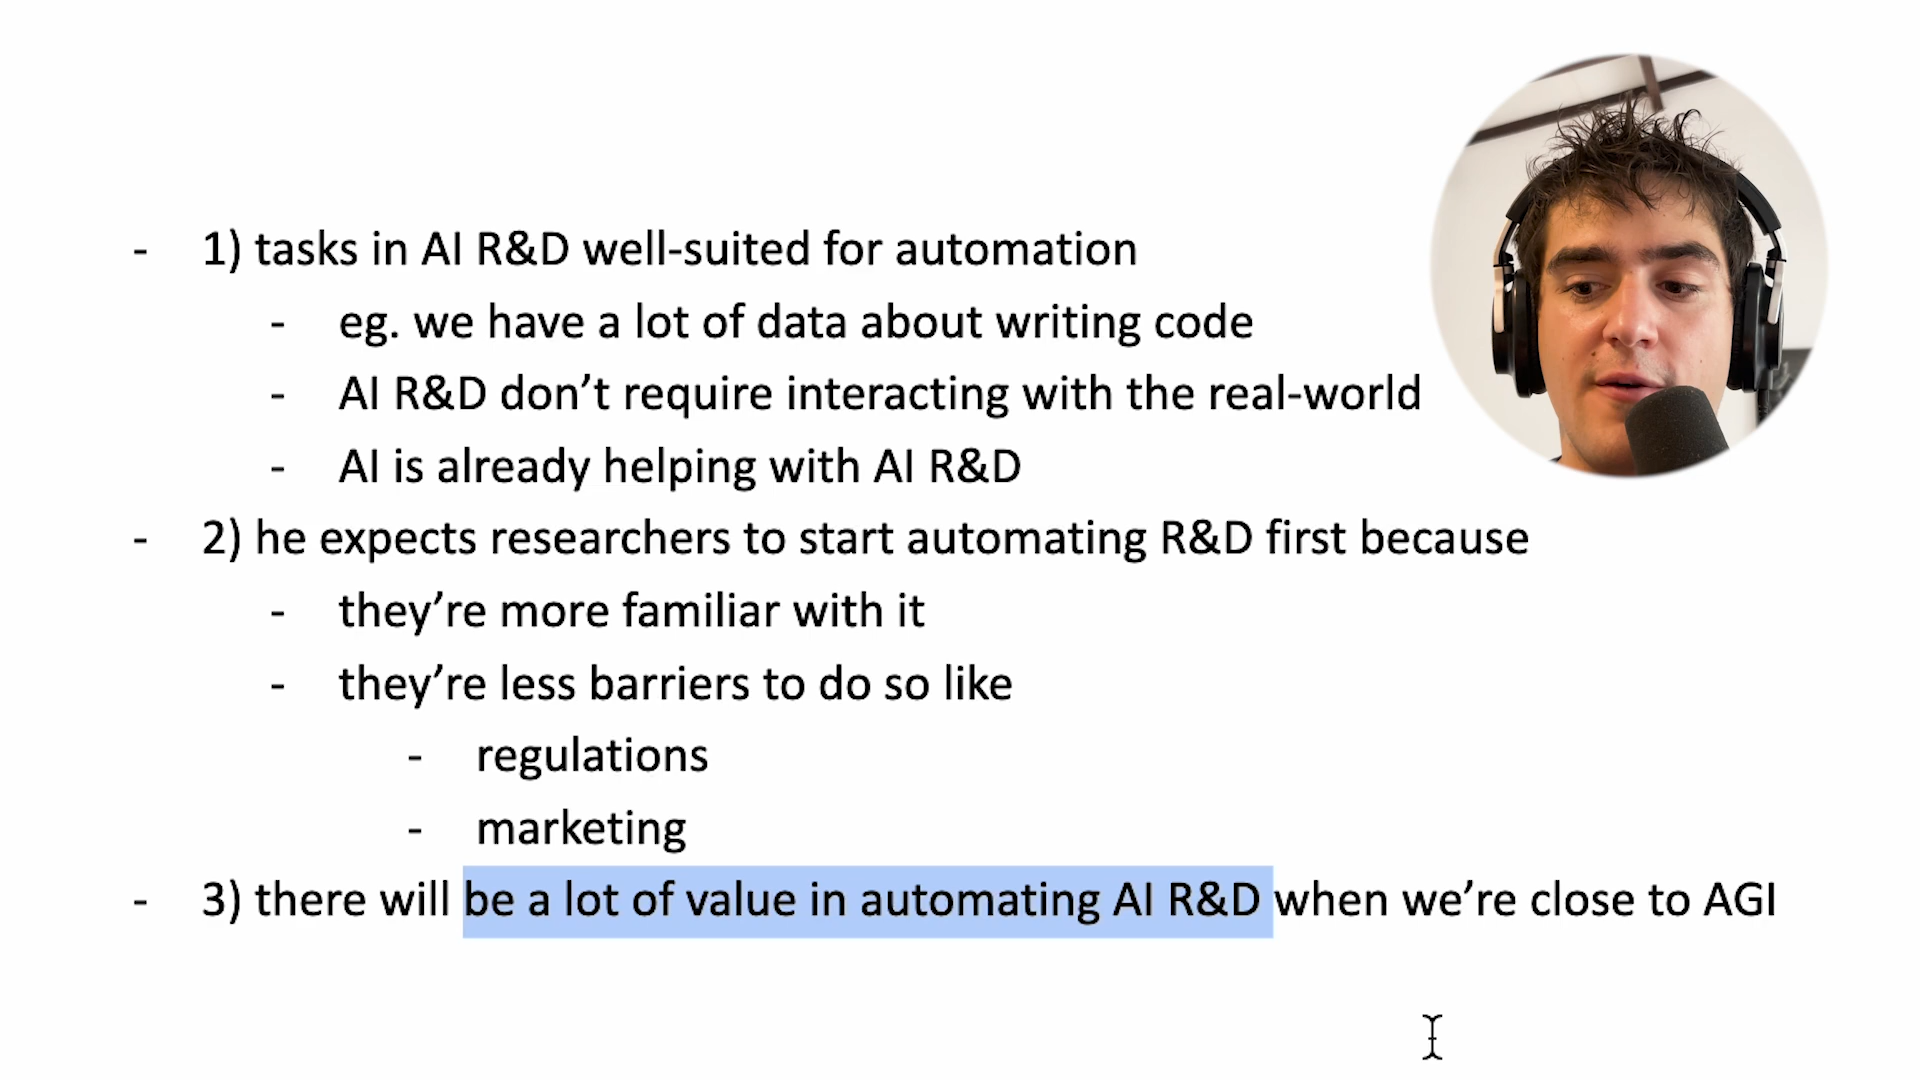 - 1) tasks in AI R&D well-suited for automation
- eg. we have a lot of data about writing code
- AI R&D don’t require interacting with the real-world
- AI is already helping with AI R&D
- 2) he expects researchers to start automating R&D first because
- they’re more familiar with it
- they’re less barriers to do so like
- regulations
- marketing
- 3) there will be a lot of value in automating AI R&D when we’re close to AGI